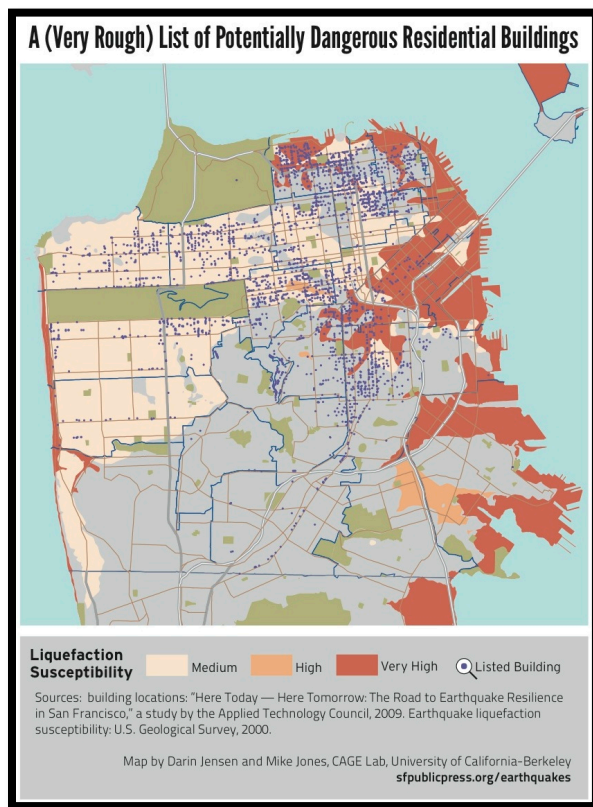 A (Very Rough) List of Potentially Dangerous Residential Buildings
Liquefaction
Susceptibility
Medium
High
Very High
Listed Building
Sources: building locations: “Here Today — Here Tomorrow: The Road to Earthquake Resilience
in San Francisco,” a study by the Applied Technology Council, 2009. Earthquake liquefaction
susceptibility: U.S. Geological Survey, 2000.
Map by Darin Jensen and Mike Jones, CAGE Lab, University of California-Berkeley
sfpublicpress.org/earthquakes